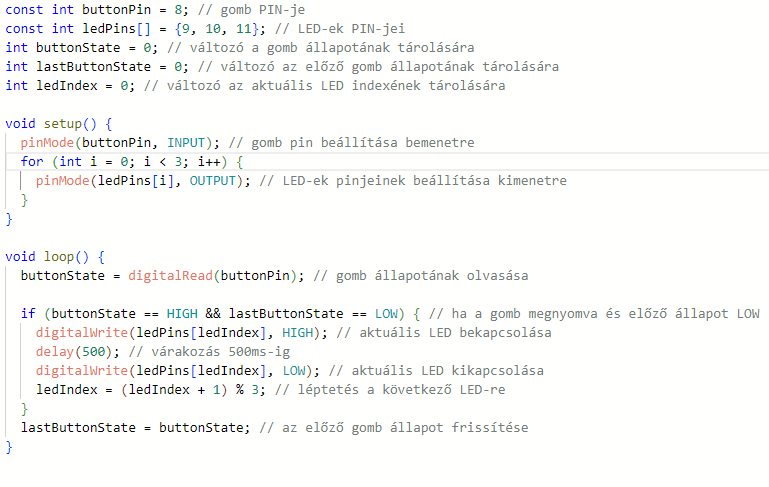 const int buttonPin = 8; // gomb PIN-je
const int ledPins[] = {9, 10, 11}; // LED-ek PIN-jei
int buttonState = 0; // változó a gomb állapotának tárolására
int lastButtonState = 0; // változó az előző gomb állapotának tárolására
int ledIndex = 0; // változó az aktuális LED indexének tárolására

void setup() {
  pinMode(buttonPin, INPUT); // gomb pin beállítása bemenetre
  for (int i = 0; i < 3; i++) {
    pinMode(ledPins[i], OUTPUT); // LED-ek pinjeinek beállítása kimenetre
  }
}

void loop() {
  buttonState = digitalRead(buttonPin); // gomb állapotának olvasása

  if (buttonState == HIGH && lastButtonState == LOW) { // ha a gomb megnyomva és előző állapot LOW
    digitalWrite(ledPins[ledIndex], HIGH); // aktuális LED bekapcsolása
    delay(500); // várakozás 500ms-ig
    digitalWrite(ledPins[ledIndex], LOW); // aktuális LED kikapcsolása
    ledIndex = (ledIndex + 1) % 3; // léptetés a következő LED-re
  }
  lastButtonState = buttonState; // az előző gomb állapot frissítése
}